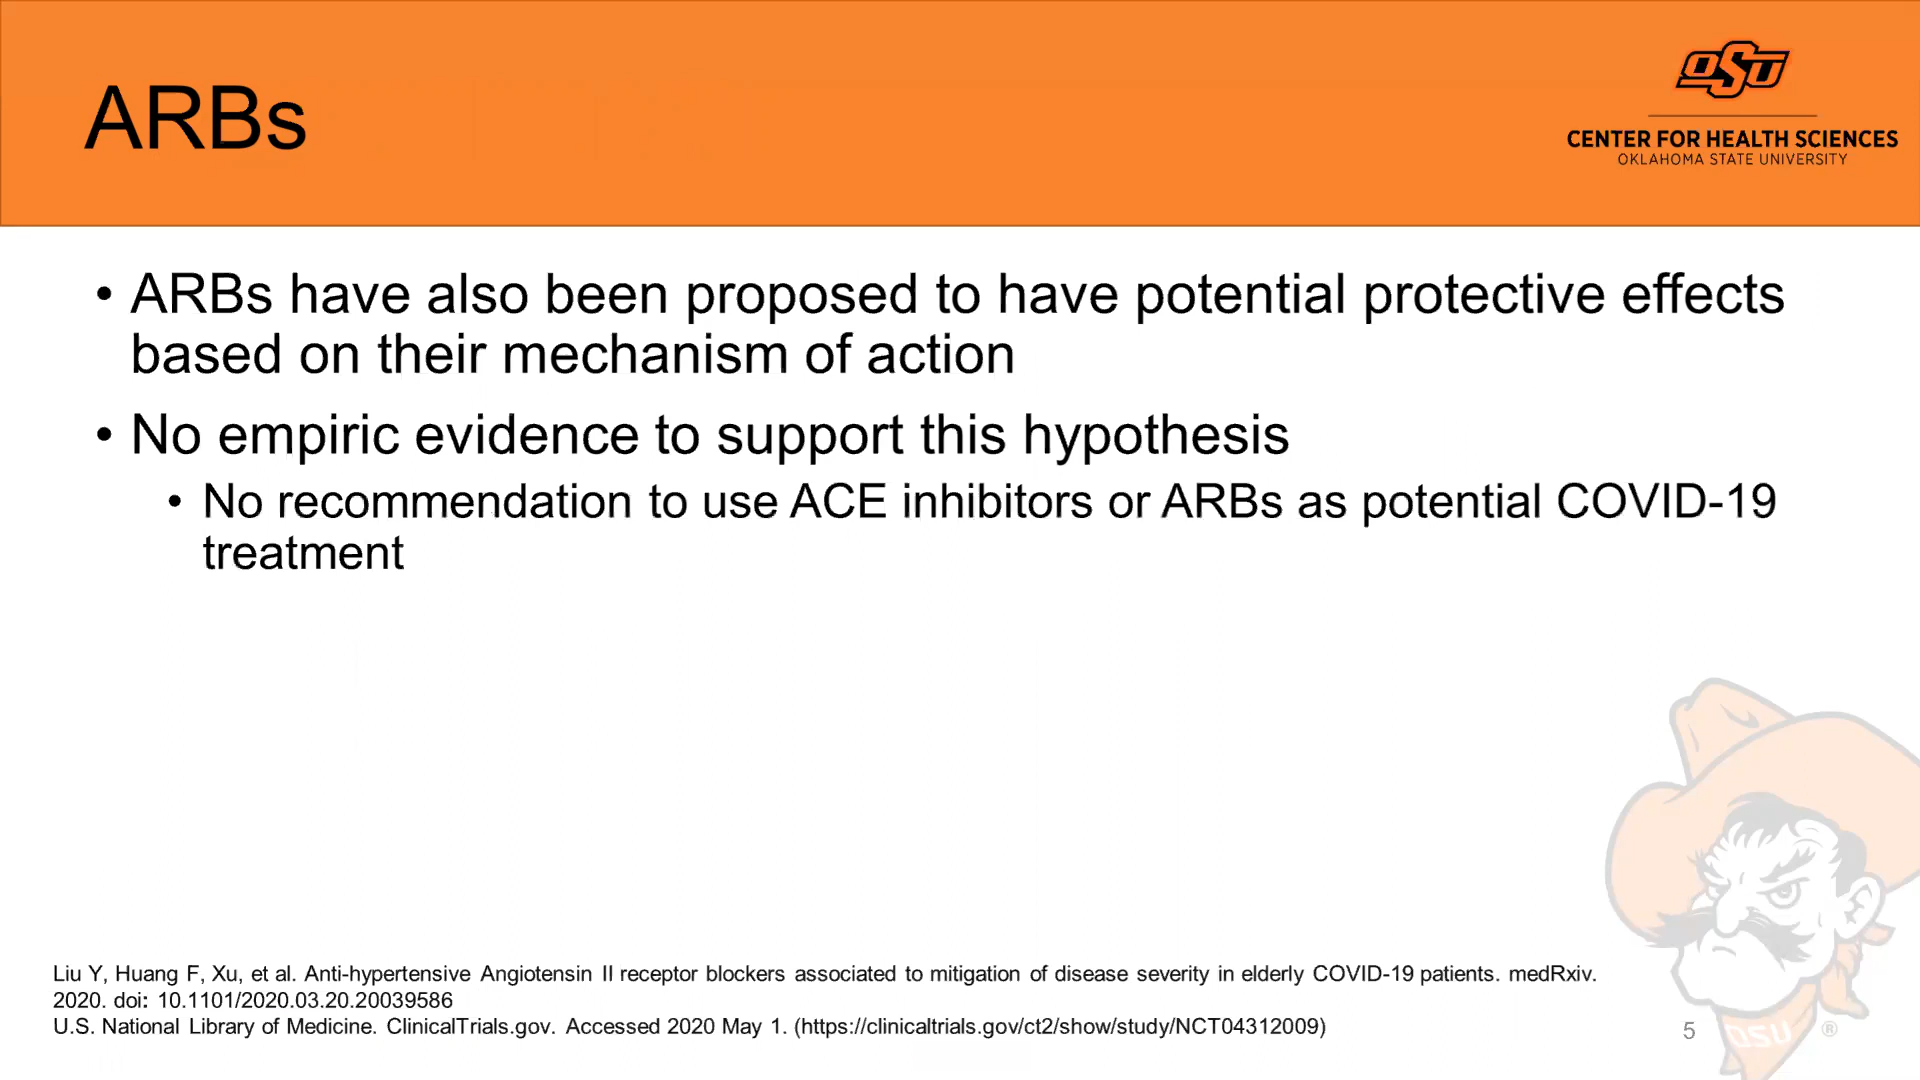 ARBs
OSU
CENTER FOR HEALTH SCIENCES
OKLAHOMA STATE UNIVERSITY
• ARBs have also been proposed to have potential protective effects
based on their mechanism of action
• No empiric evidence to support this hypothesis
• No recommendation to use ACE inhibitors or ARBs as potential COVID-19
treatment
Liu Y, Huang F, Xu, et al. Anti-hypertensive Angiotensin II receptor blockers associated to mitigation of disease severity in elderly COVID-19 patients. medRxiv.
2020. doi: 10.1101/2020.03.20.20039586
U.S. National Library of Medicine. ClinicalTrials.gov. Accessed 2020 May 1. (https://clinicaltrials.gov/ct2/show/study/NCT04312009)
5
OSU ®